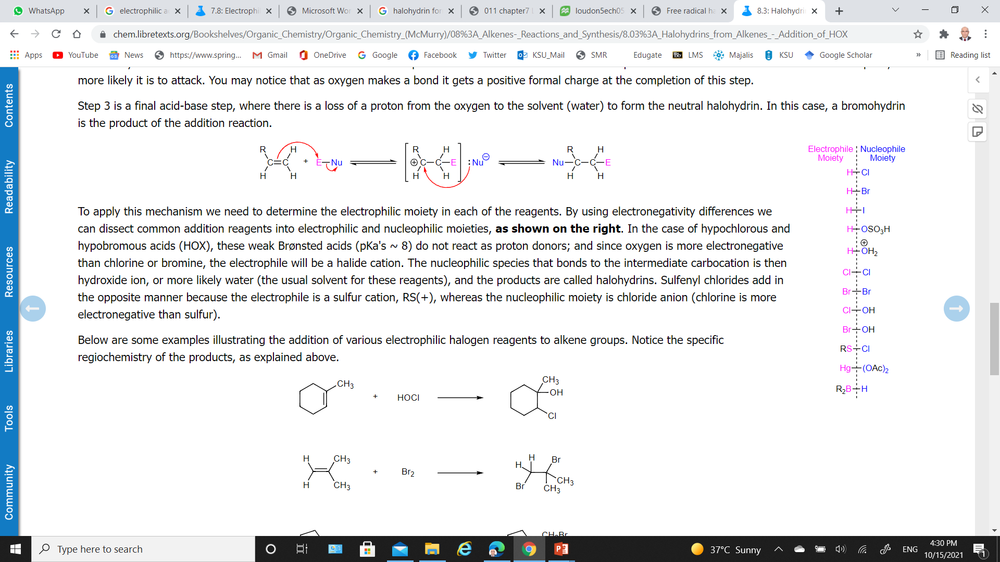 WhatsApp
electrophilic a
7.8: Electrophil
Microsoft Wor
halohydrin for
011 chapter7 L
loudon5ech05
Free radical ha
8.3: Halohydri
chem.libretexts.org/Bookshelves/Organic_Chemistry/Organic_Chemistry_(McMurry)/08%3A_Alkenes-_Reactions_and_Synthesis/8.03%3A_Halohydrins_from_Alkenes_-_Addition_of_HOX
Apps YouTube News https://www.spring... Gmail OneDrive Google Facebook Twitter KSU_Mail SMR Edugate LMS Majalis KSU Google Scholar » Reading list
Contents
Readability
Resources
Libraries
Tools
Community
more likely it is to attack. You may notice that as oxygen makes a bond it gets a positive formal charge at the completion of this step.
Step 3 is a final acid-base step, where there is a loss of a proton from the oxygen to the solvent (water) to form the neutral halohydrin. In this case, a bromohydrin
is the product of the addition reaction.
R H R H R H
C=C + E—Nu ⊕C—C—E :Nu⊖ Nu—C—C—E
H H H H H H
Electrophile Nucleophile
Moiety Moiety
H Cl
H Br
H I
H OSO₃H
⊕
H OH₂
Cl Cl
Br Br
Cl OH
Br OH
RS Cl
Hg (OAc)₂
R₂B H
To apply this mechanism we need to determine the electrophilic moiety in each of the reagents. By using electronegativity differences we
can dissect common addition reagents into electrophilic and nucleophilic moieties, as shown on the right. In the case of hypochlorous and
hypobromous acids (HOX), these weak Brønsted acids (pKa's ~ 8) do not react as proton donors; and since oxygen is more electronegative
than chlorine or bromine, the electrophile will be a halide cation. The nucleophilic species that bonds to the intermediate carbocation is then
hydroxide ion, or more likely water (the usual solvent for these reagents), and the products are called halohydrins. Sulfenyl chlorides add in
the opposite manner because the electrophile is a sulfur cation, RS(+), whereas the nucleophilic moiety is chloride anion (chlorine is more
electronegative than sulfur).
Below are some examples illustrating the addition of various electrophilic halogen reagents to alkene groups. Notice the specific
regiochemistry of the products, as explained above.
CH₃ + HOCl CH₃
OH
Cl
H CH₃ + Br₂ H H Br
H CH₃ Br CH₃ CH₃
CH₂Br
Type here to search
37°C Sunny
ENG
4:30 PM
10/15/2021
1